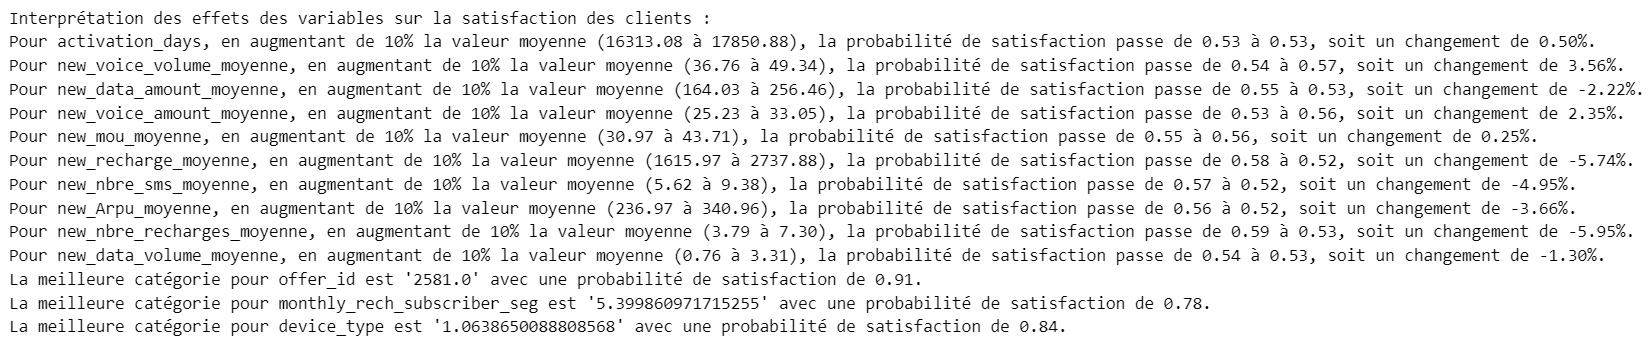 Interprétation des effets des variables sur la satisfaction des clients :
Pour activation_days, en augmentant de 10% la valeur moyenne (16313.08 à 17850.88), la probabilité de satisfaction passe de 0.53 à 0.53, soit un changement de 0.50%.
Pour new_voice_volume_moyenne, en augmentant de 10% la valeur moyenne (36.76 à 49.34), la probabilité de satisfaction passe de 0.54 à 0.57, soit un changement de 3.56%.
Pour new_data_amount_moyenne, en augmentant de 10% la valeur moyenne (164.03 à 256.46), la probabilité de satisfaction passe de 0.55 à 0.53, soit un changement de -2.22%.
Pour new_voice_amount_moyenne, en augmentant de 10% la valeur moyenne (25.23 à 33.05), la probabilité de satisfaction passe de 0.53 à 0.56, soit un changement de 2.35%.
Pour new_mou_moyenne, en augmentant de 10% la valeur moyenne (30.97 à 43.71), la probabilité de satisfaction passe de 0.55 à 0.56, soit un changement de 0.25%.
Pour new_recharge_moyenne, en augmentant de 10% la valeur moyenne (1615.97 à 2737.88), la probabilité de satisfaction passe de 0.58 à 0.52, soit un changement de -5.74%.
Pour new_nbre_sms_moyenne, en augmentant de 10% la valeur moyenne (5.62 à 9.38), la probabilité de satisfaction passe de 0.57 à 0.52, soit un changement de -4.95%.
Pour new_Arpu_moyenne, en augmentant de 10% la valeur moyenne (236.97 à 340.96), la probabilité de satisfaction passe de 0.56 à 0.52, soit un changement de -3.66%.
Pour new_nbre_recharges_moyenne, en augmentant de 10% la valeur moyenne (3.79 à 7.30), la probabilité de satisfaction passe de 0.59 à 0.53, soit un changement de -5.95%.
Pour new_data_volume_moyenne, en augmentant de 10% la valeur moyenne (0.76 à 3.31), la probabilité de satisfaction passe de 0.54 à 0.53, soit un changement de -1.30%.
La meilleure catégorie pour offer_id est '2581.0' avec une probabilité de satisfaction de 0.91.
La meilleure catégorie pour monthly_rech_subscriber_seg est '5.399860971715255' avec une probabilité de satisfaction de 0.78.
La meilleure catégorie pour device_type est '1.0638650088808568' avec une probabilité de satisfaction de 0.84.